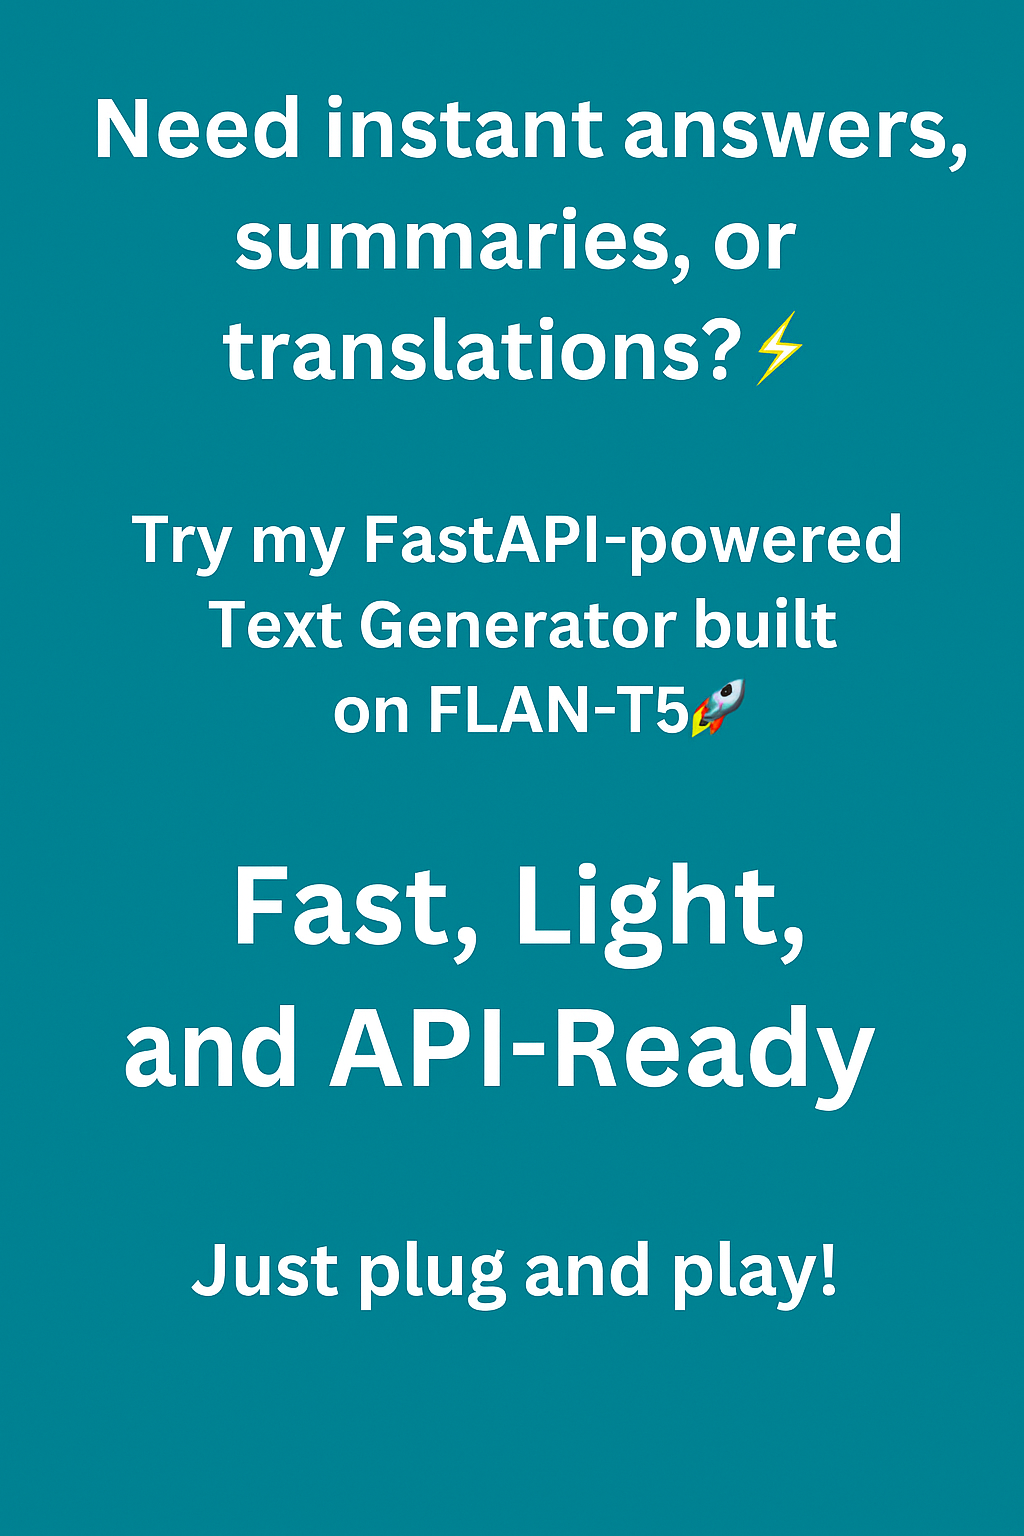 Need instant answers,
summaries, or
translations?⚡
Try my FastAPI-powered
Text Generator built
on FLAN-T5🚀
Fast, Light,
and API-Ready
Just plug and play!